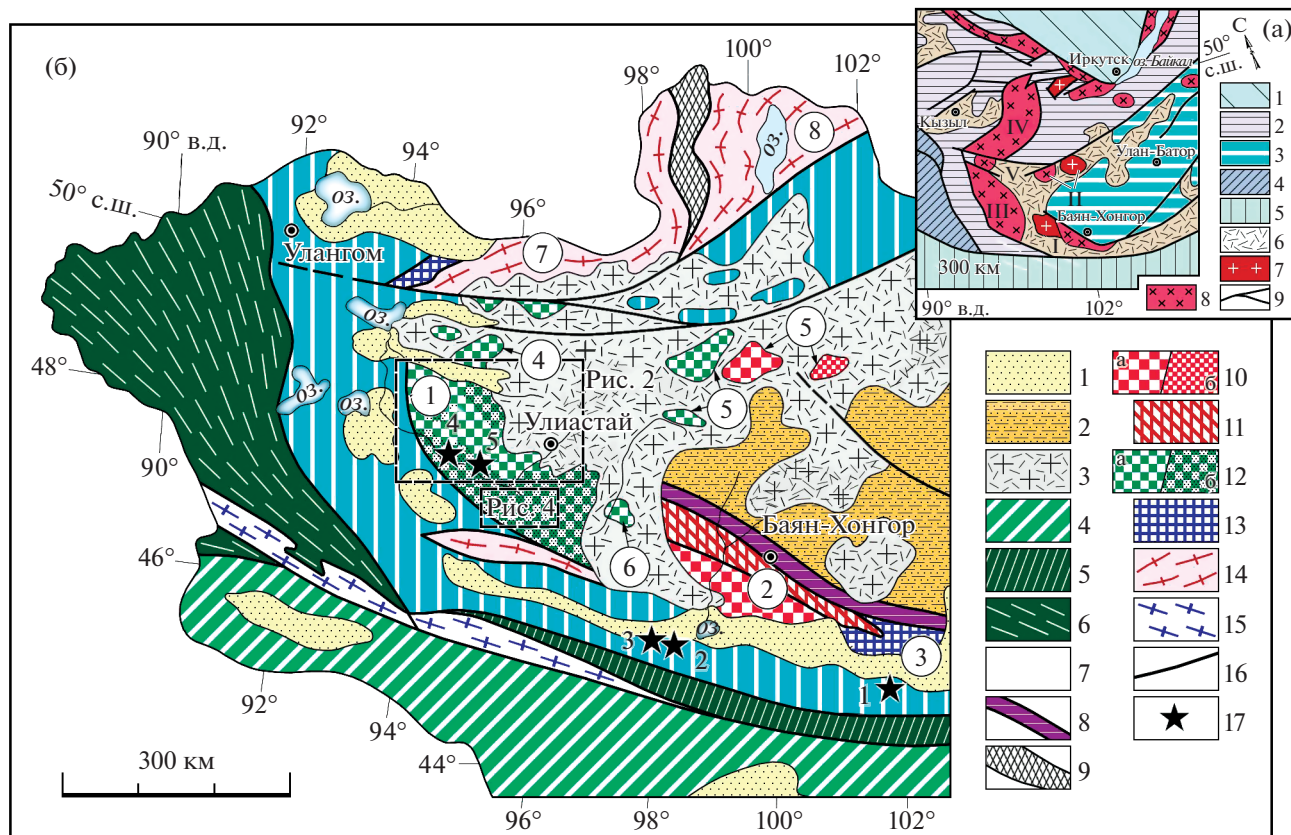 (б)
98°
100°
102°
92°
94°
90° в.д.
50° с.ш.
96°
оз.
оз.
8
7
Улангом
оз.
оз.
оз.
48°
90°
46°
4
5
5
1
Рис. 2
Улиастай
4
5
Рис. 4
6
Баян-Хонгор
2
оз
3
2
3
1
92°
94°
44°
300 км
96°
98°
100°
102°
С
(а)
50°
с.ш.
Иркутск
оз. Байкал
Кызыл
IV
Улан-Батор
V
II
III
Баян-Хонгор
I
300 км
90° в.д.
102°
1
2
3
4
5
6
7
8
9
1
2
3
4
5
6
7
8
9
а
б
10
11
а
б
12
13
14
15
16
17